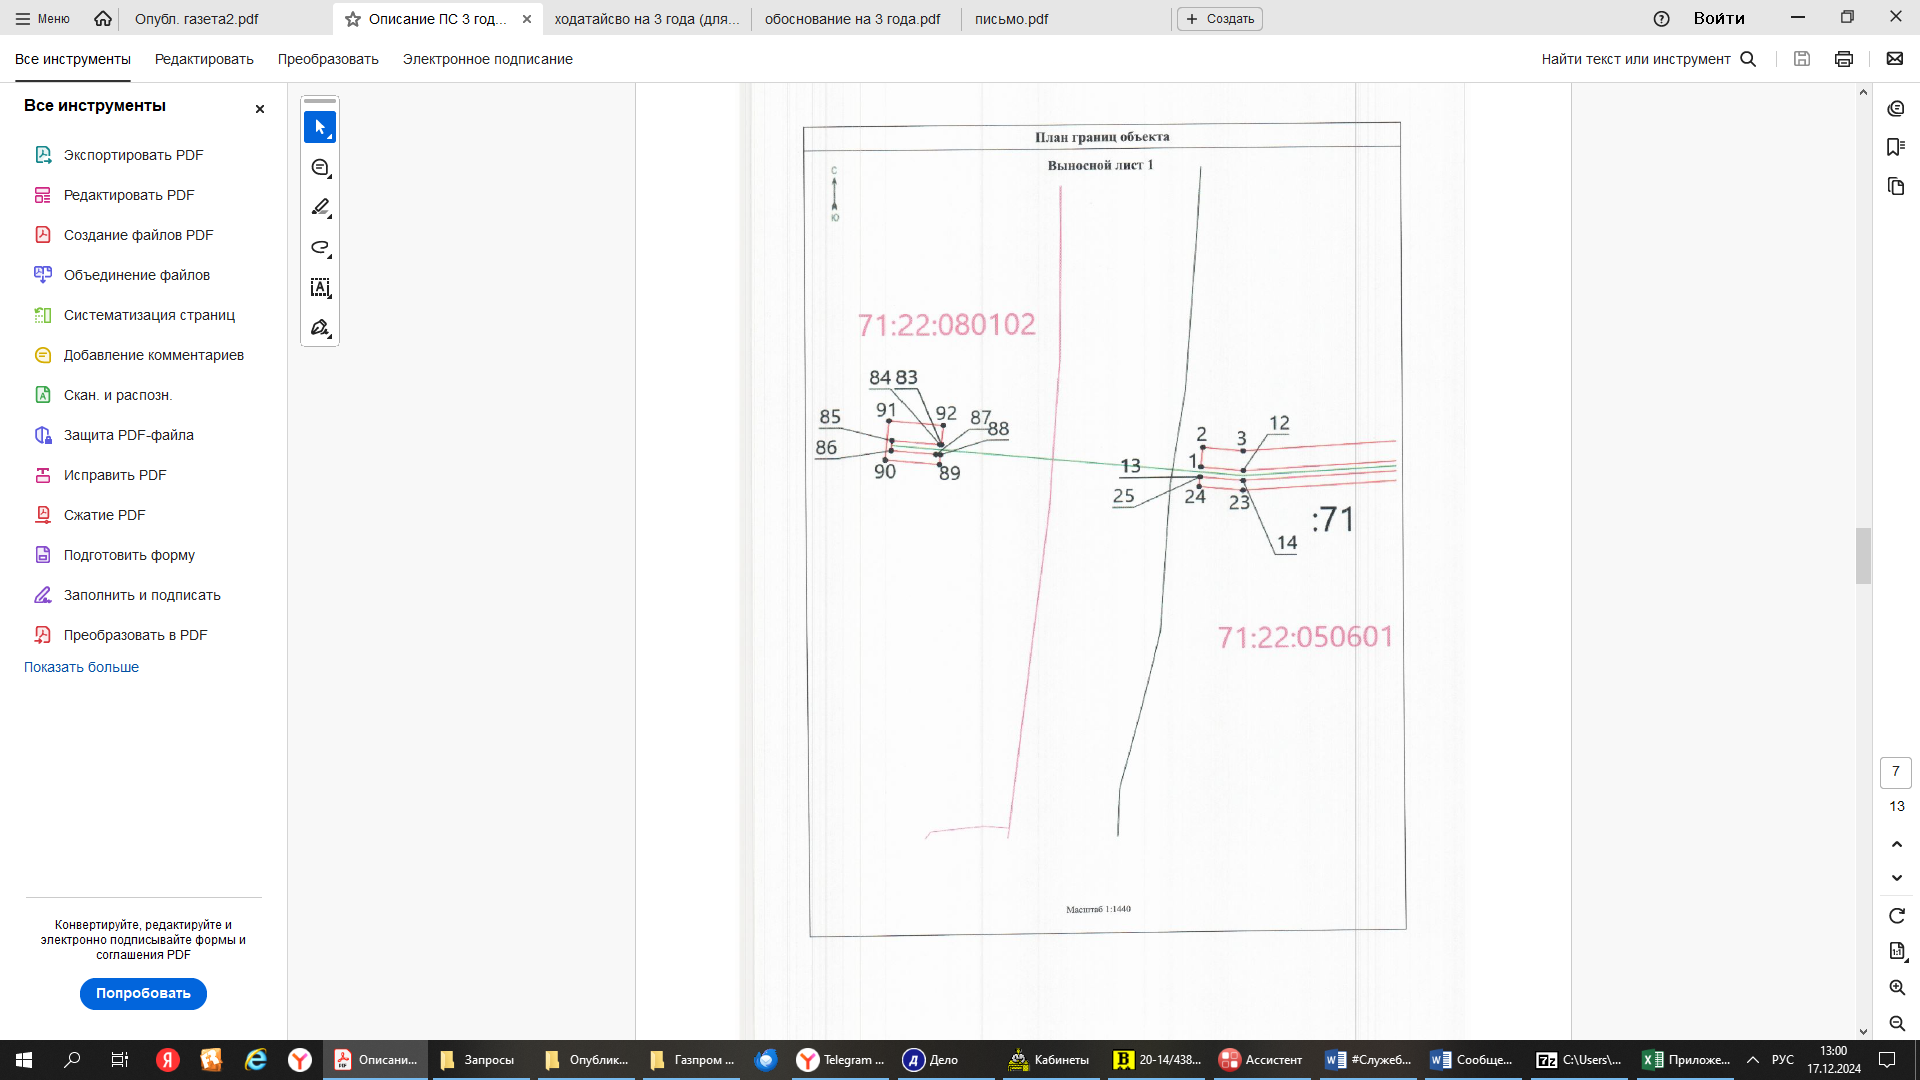 Меню
Опубл. газета2.pdf
Описание ПС 3 год...
ходатайсво на 3 года (для...
обоснование на 3 года.pdf
письмо.pdf
Создать
Войти
Все инструменты
Редактировать
Преобразовать
Электронное подписание
Найти текст или инструмент
Все инструменты
Экспортировать PDF
Редактировать PDF
Создание файлов PDF
Объединение файлов
Систематизация страниц
Добавление комментариев
Скан. и распозн.
Защита PDF-файла
Исправить PDF
Сжатие PDF
Подготовить форму
Заполнить и подписать
Преобразовать в PDF
Показать больше
Конвертируйте, редактируйте и
электронно подписывайте формы и
соглашения PDF
Попробовать
План границ объекта
Выносной лист 1
С
Ю
71:22:080102
84 83
85
91
92
87
88
86
90
89
2
3
12
1
13
25
24
23
:71
14
71:22:050601
Масштаб 1:1440
7
13
Описани...
Запросы
Опублик...
Газпром ...
Telegram ...
Дело
Кабинеты
20-14/438...
Ассистент
#Служеб...
Сообще...
C:\Users\...
Приложе...
РУС
13:00
17.12.2024